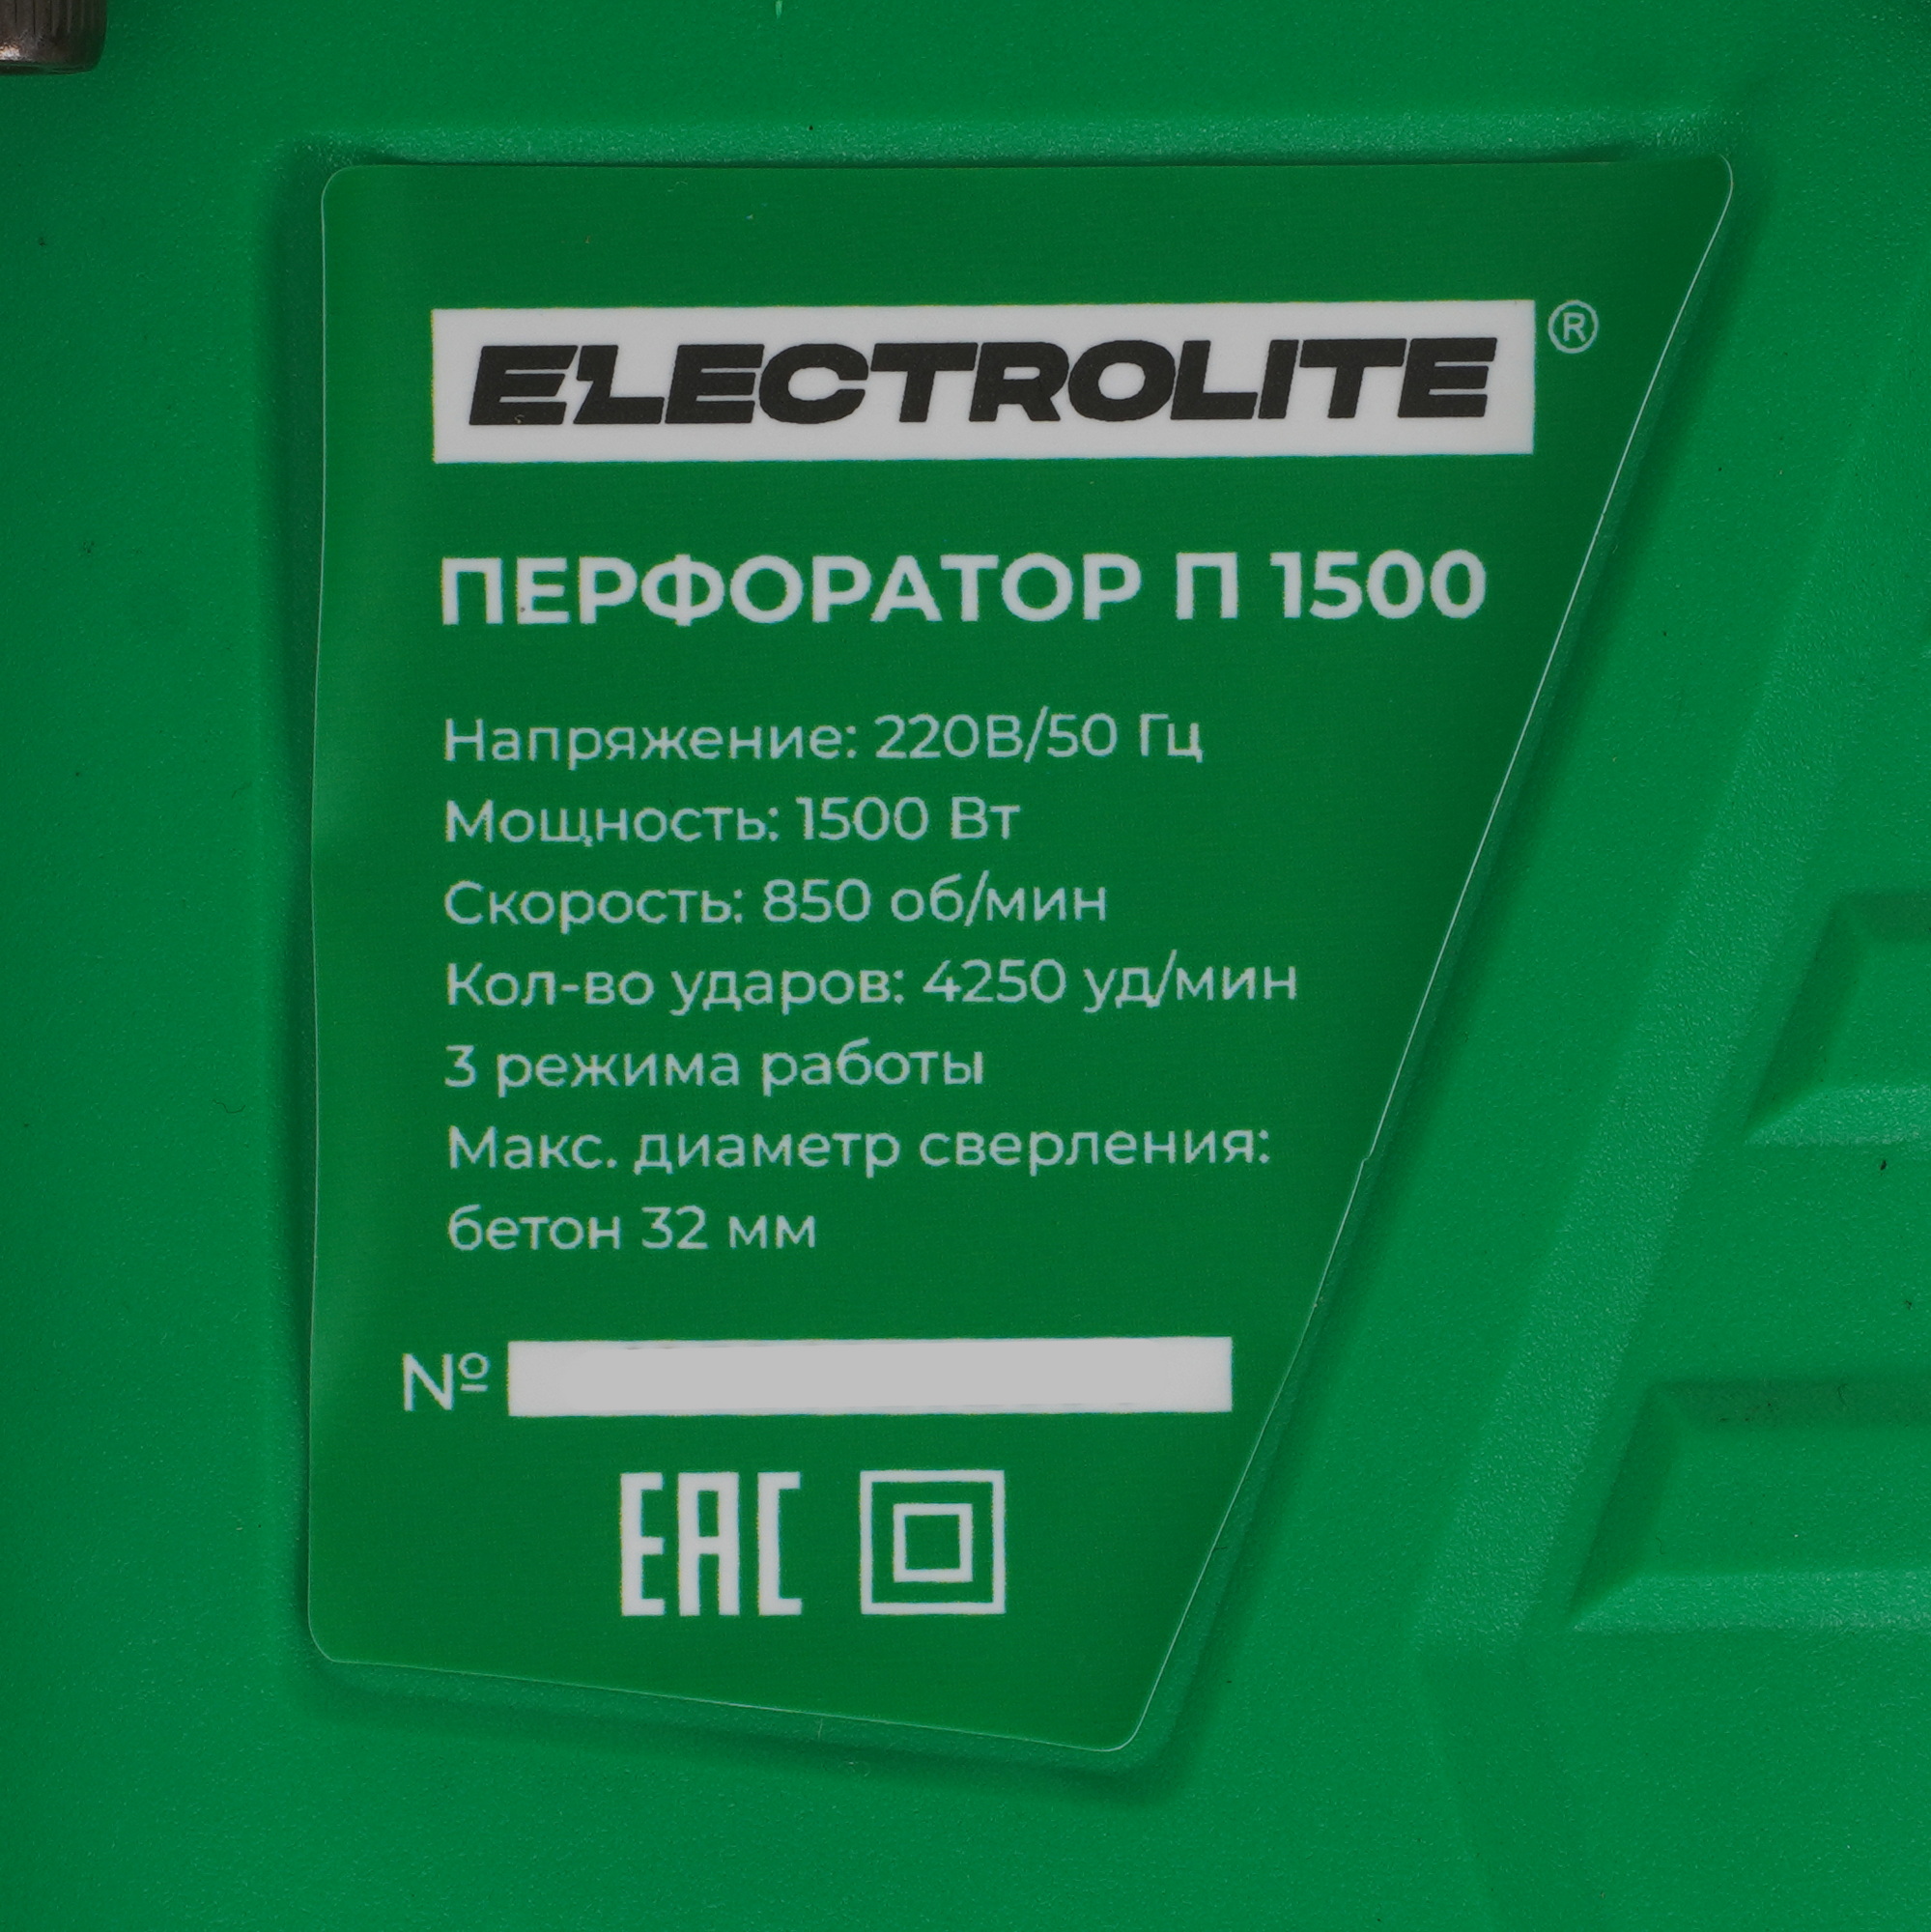 ELECTROLITE ®
ПЕРФОРАТОР П 1500
Напряжение: 220В/50 Гц
Мощность: 1500 Вт
Скорость: 850 об/мин
Кол-во ударов: 4250 уд/мин
3 режима работы
Макс. диаметр сверления:
бетон 32 мм
№
EAC